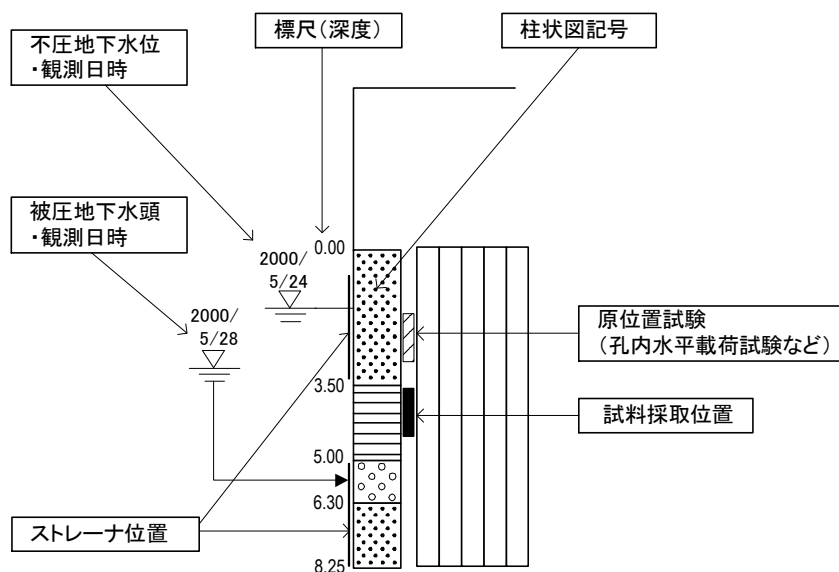 不圧地下水位
・観測日時
標尺(深度)
柱状図記号
被圧地下水頭
・観測日時
0.00
2000/
5/24
2000/
5/28
原位置試験
(孔内水平載荷試験など)
3.50
試料採取位置
5.00
6.30
ストレーナ位置
8.25